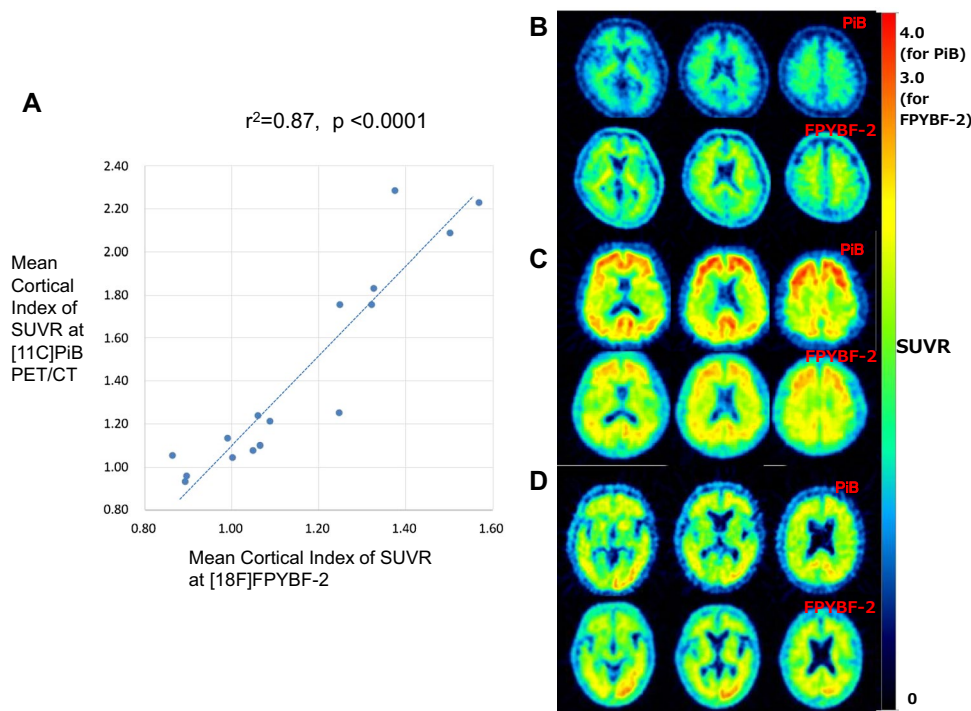 A
r²=0.87, p <0.0001
2.40
2.20
2.00
1.80
1.60
1.40
1.20
1.00
0.80
0.80
1.00
1.20
1.40
1.60
Mean
Cortical
Index of
SUVR at
[11C]PiB
PET/CT
Mean Cortical Index of SUVR
at [18F]FPYBF-2
B
PiB
FPYBF-2
C
PiB
FPYBF-2
D
PiB
FPYBF-2
4.0
(for PiB)
3.0
(for
FPYBF-2)
SUVR
0